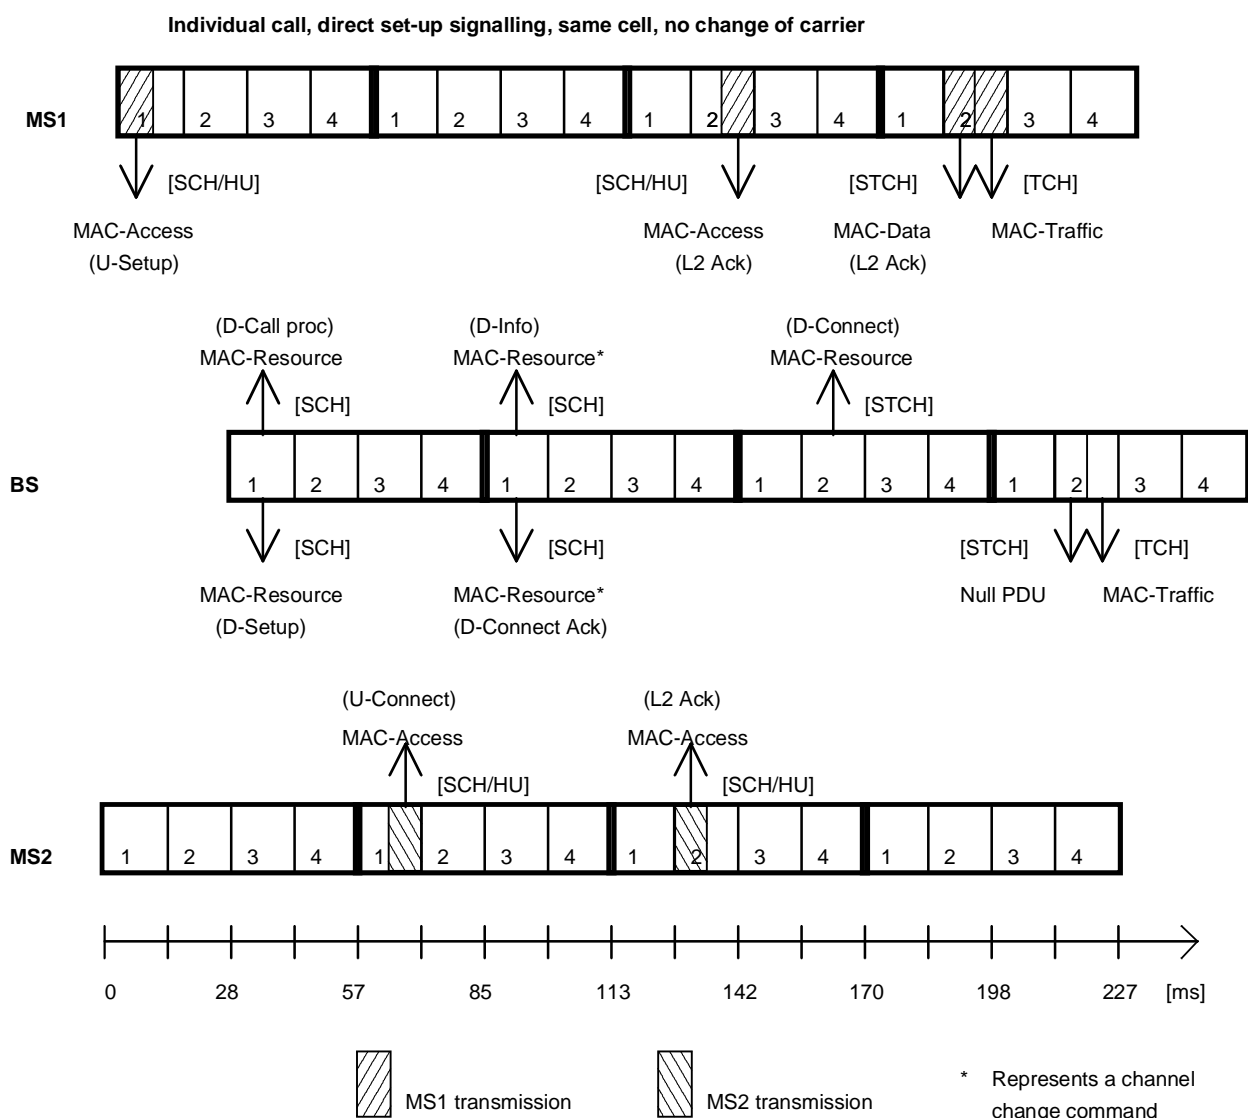 Individual call, direct set-up signalling, same cell, no change of carrier
MS1
1 2 3 4 1 2 3 4 1 2 3 4 1 2 3 4
[SCH/HU] [SCH/HU] [STCH] [TCH]
MAC-Access MAC-Access MAC-Data MAC-Traffic
(U-Setup) (L2 Ack) (L2 Ack)
(D-Call proc) (D-Info) (D-Connect)
MAC-Resource MAC-Resource* MAC-Resource
[SCH] [SCH] [STCH]
BS
1 2 3 4 1 2 3 4 1 2 3 4 1 2 3 4
[SCH] [SCH] [STCH] [TCH]
MAC-Resource MAC-Resource* Null PDU MAC-Traffic
(D-Setup) (D-Connect Ack)
(U-Connect) (L2 Ack)
MAC-Access MAC-Access
[SCH/HU] [SCH/HU]
MS2
1 2 3 4 1 2 3 4 1 2 3 4 1 2 3 4
0 28 57 85 113 142 170 198 227 [ms]
MS1 transmission MS2 transmission * Represents a channel
change command